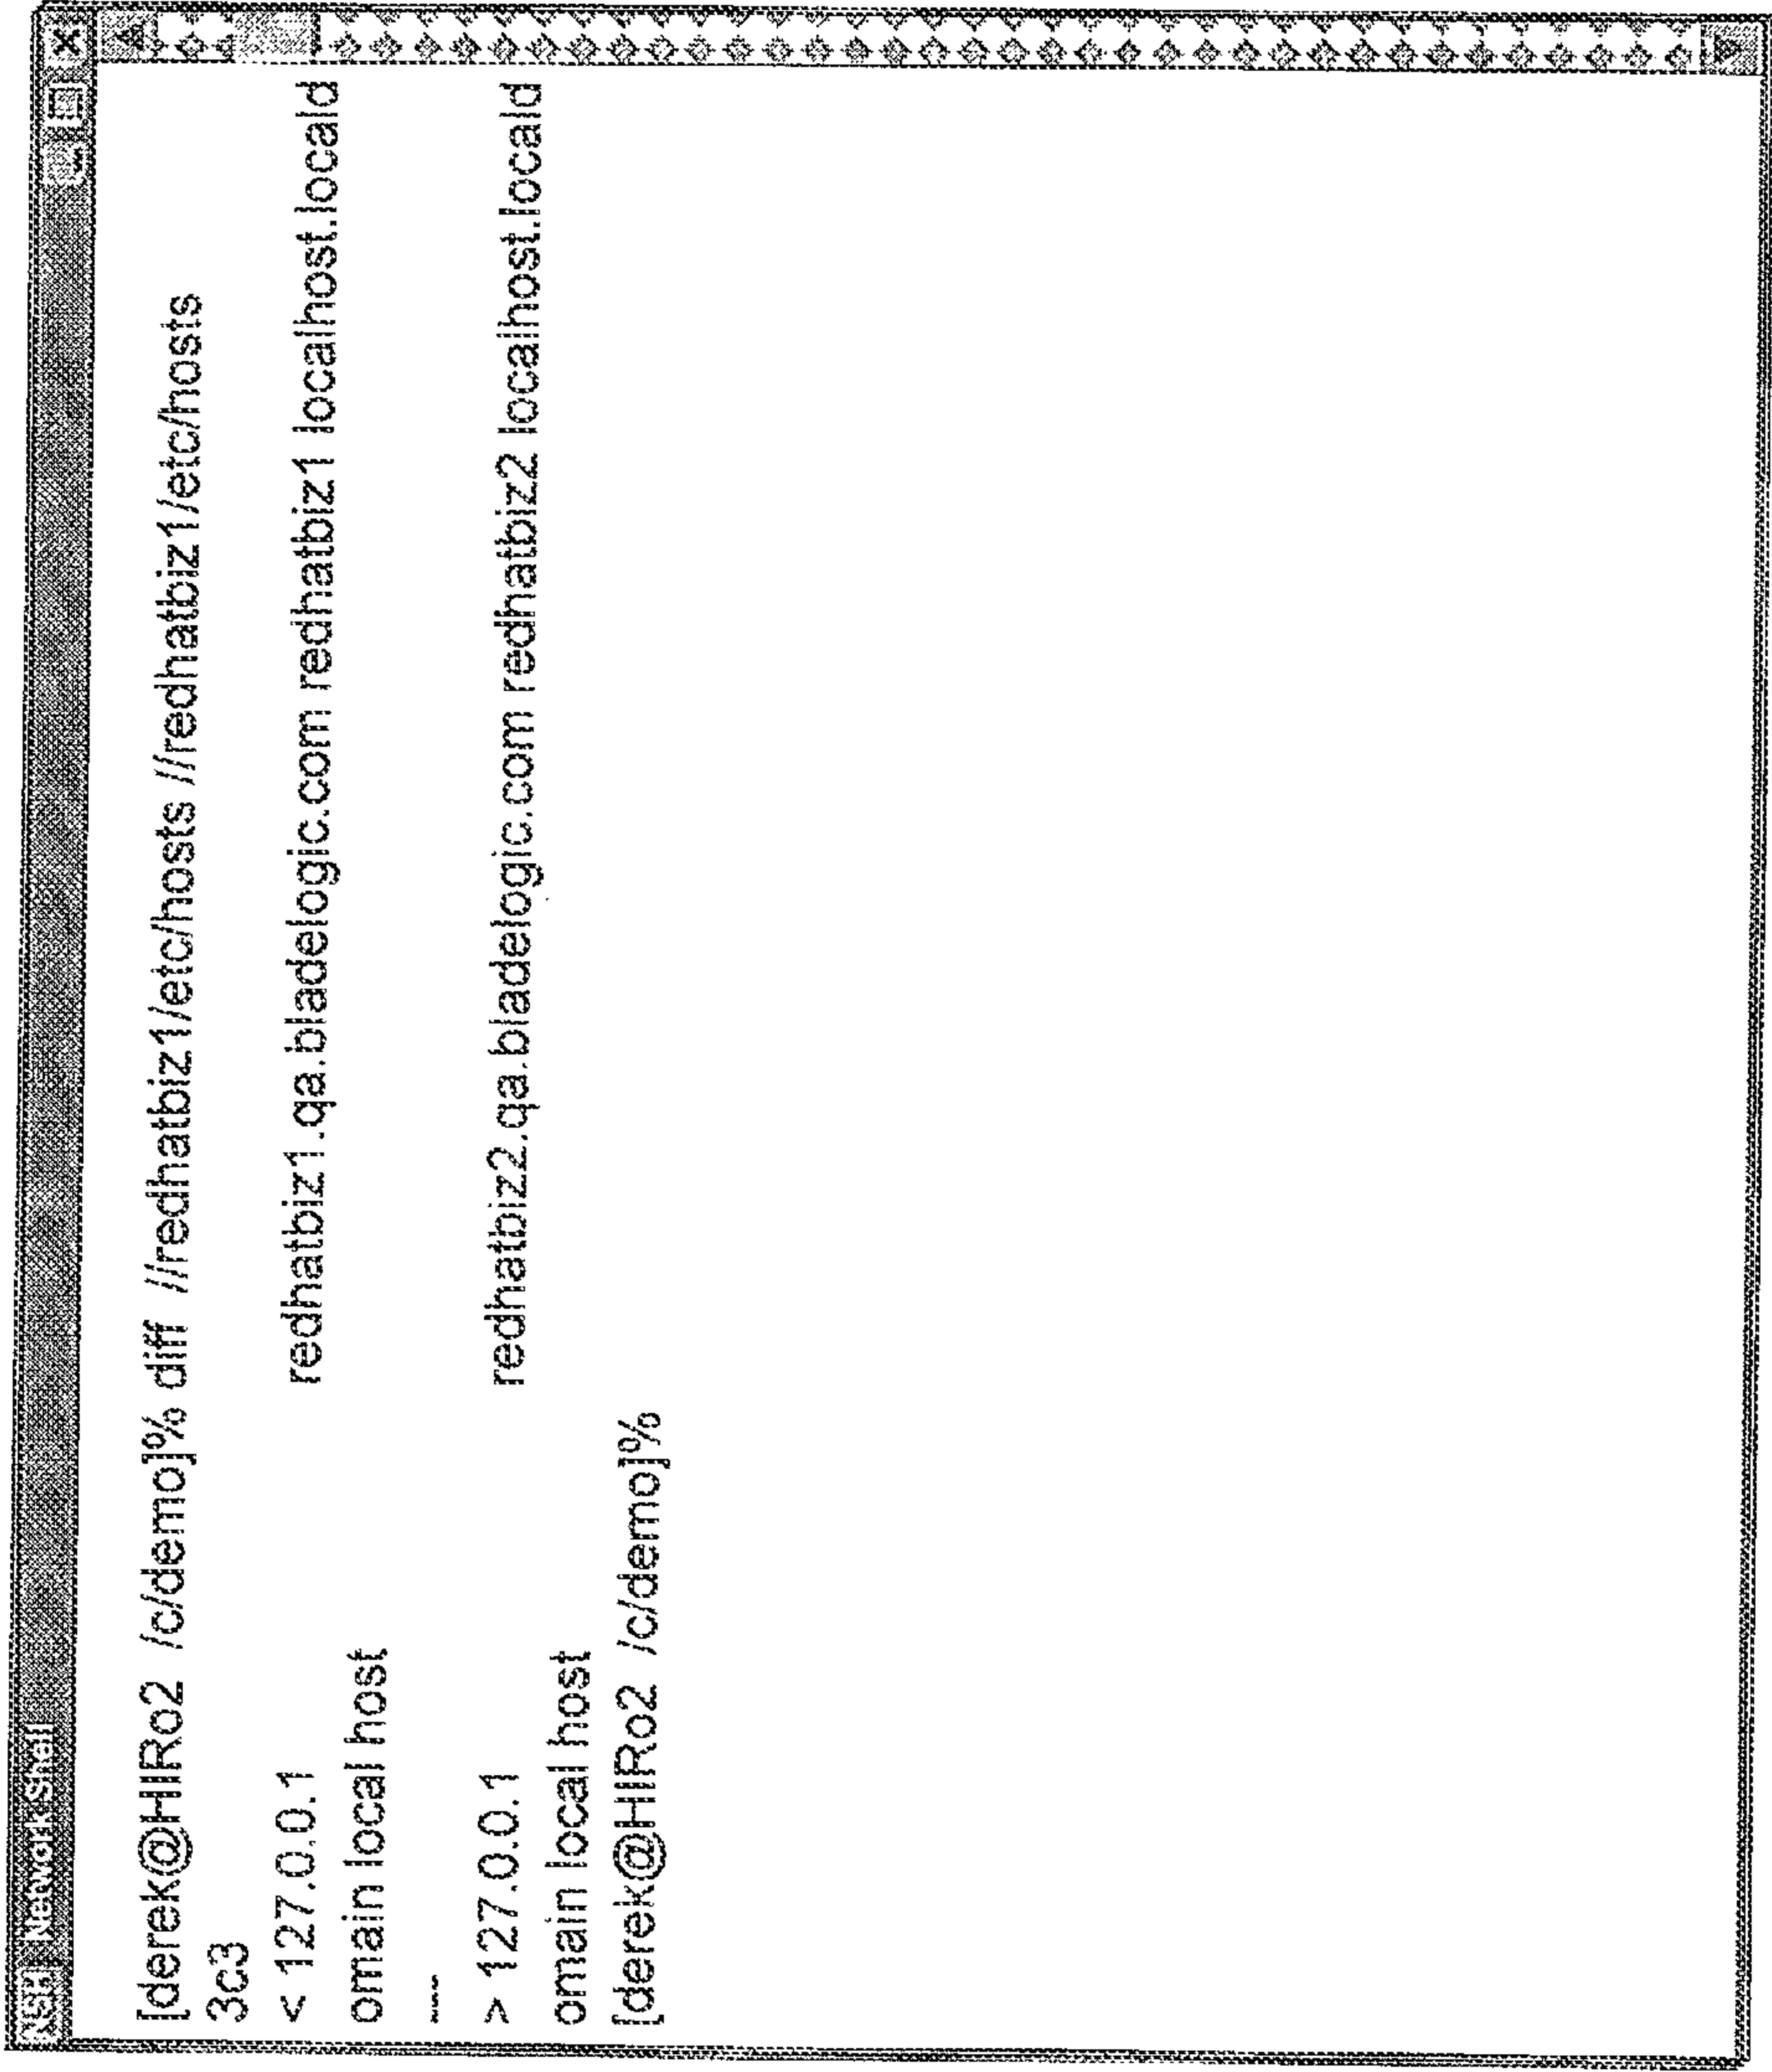 NSH Network Shell
[derek@HIRo2 /c/demo]% diff //redhatbiz1/etc/hosts //redhatbiz1/etc/hosts
3c3
< 127.0.0.1 redhatbiz1.qa.bladelogic.com redhatbiz1 localhost.locald
omain local host
---
> 127.0.0.1 redhatbiz2.qa.bladelogic.com redhatbiz2 localhost.locald
omain local host
[derek@HIRo2 /c/demo]%